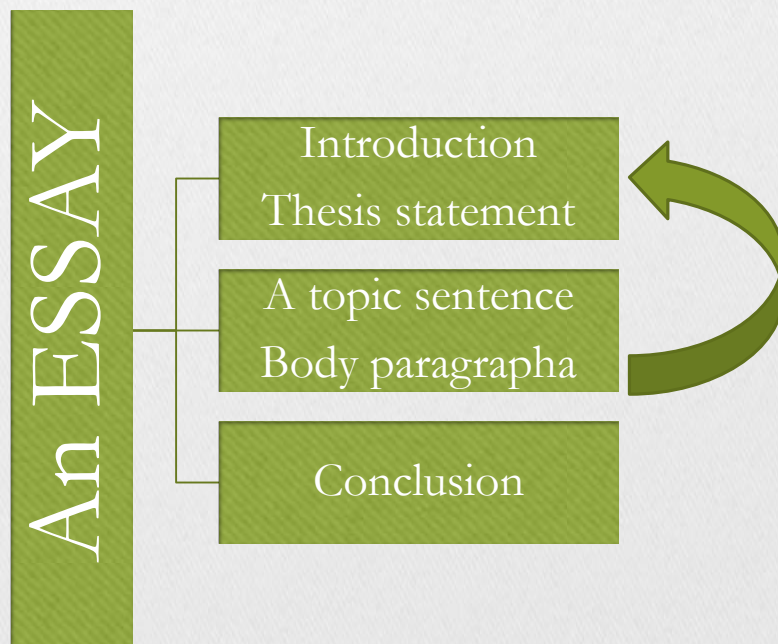 An ESSAY
Introduction
Thesis statement
A topic sentence
Body paragrapha
Conclusion